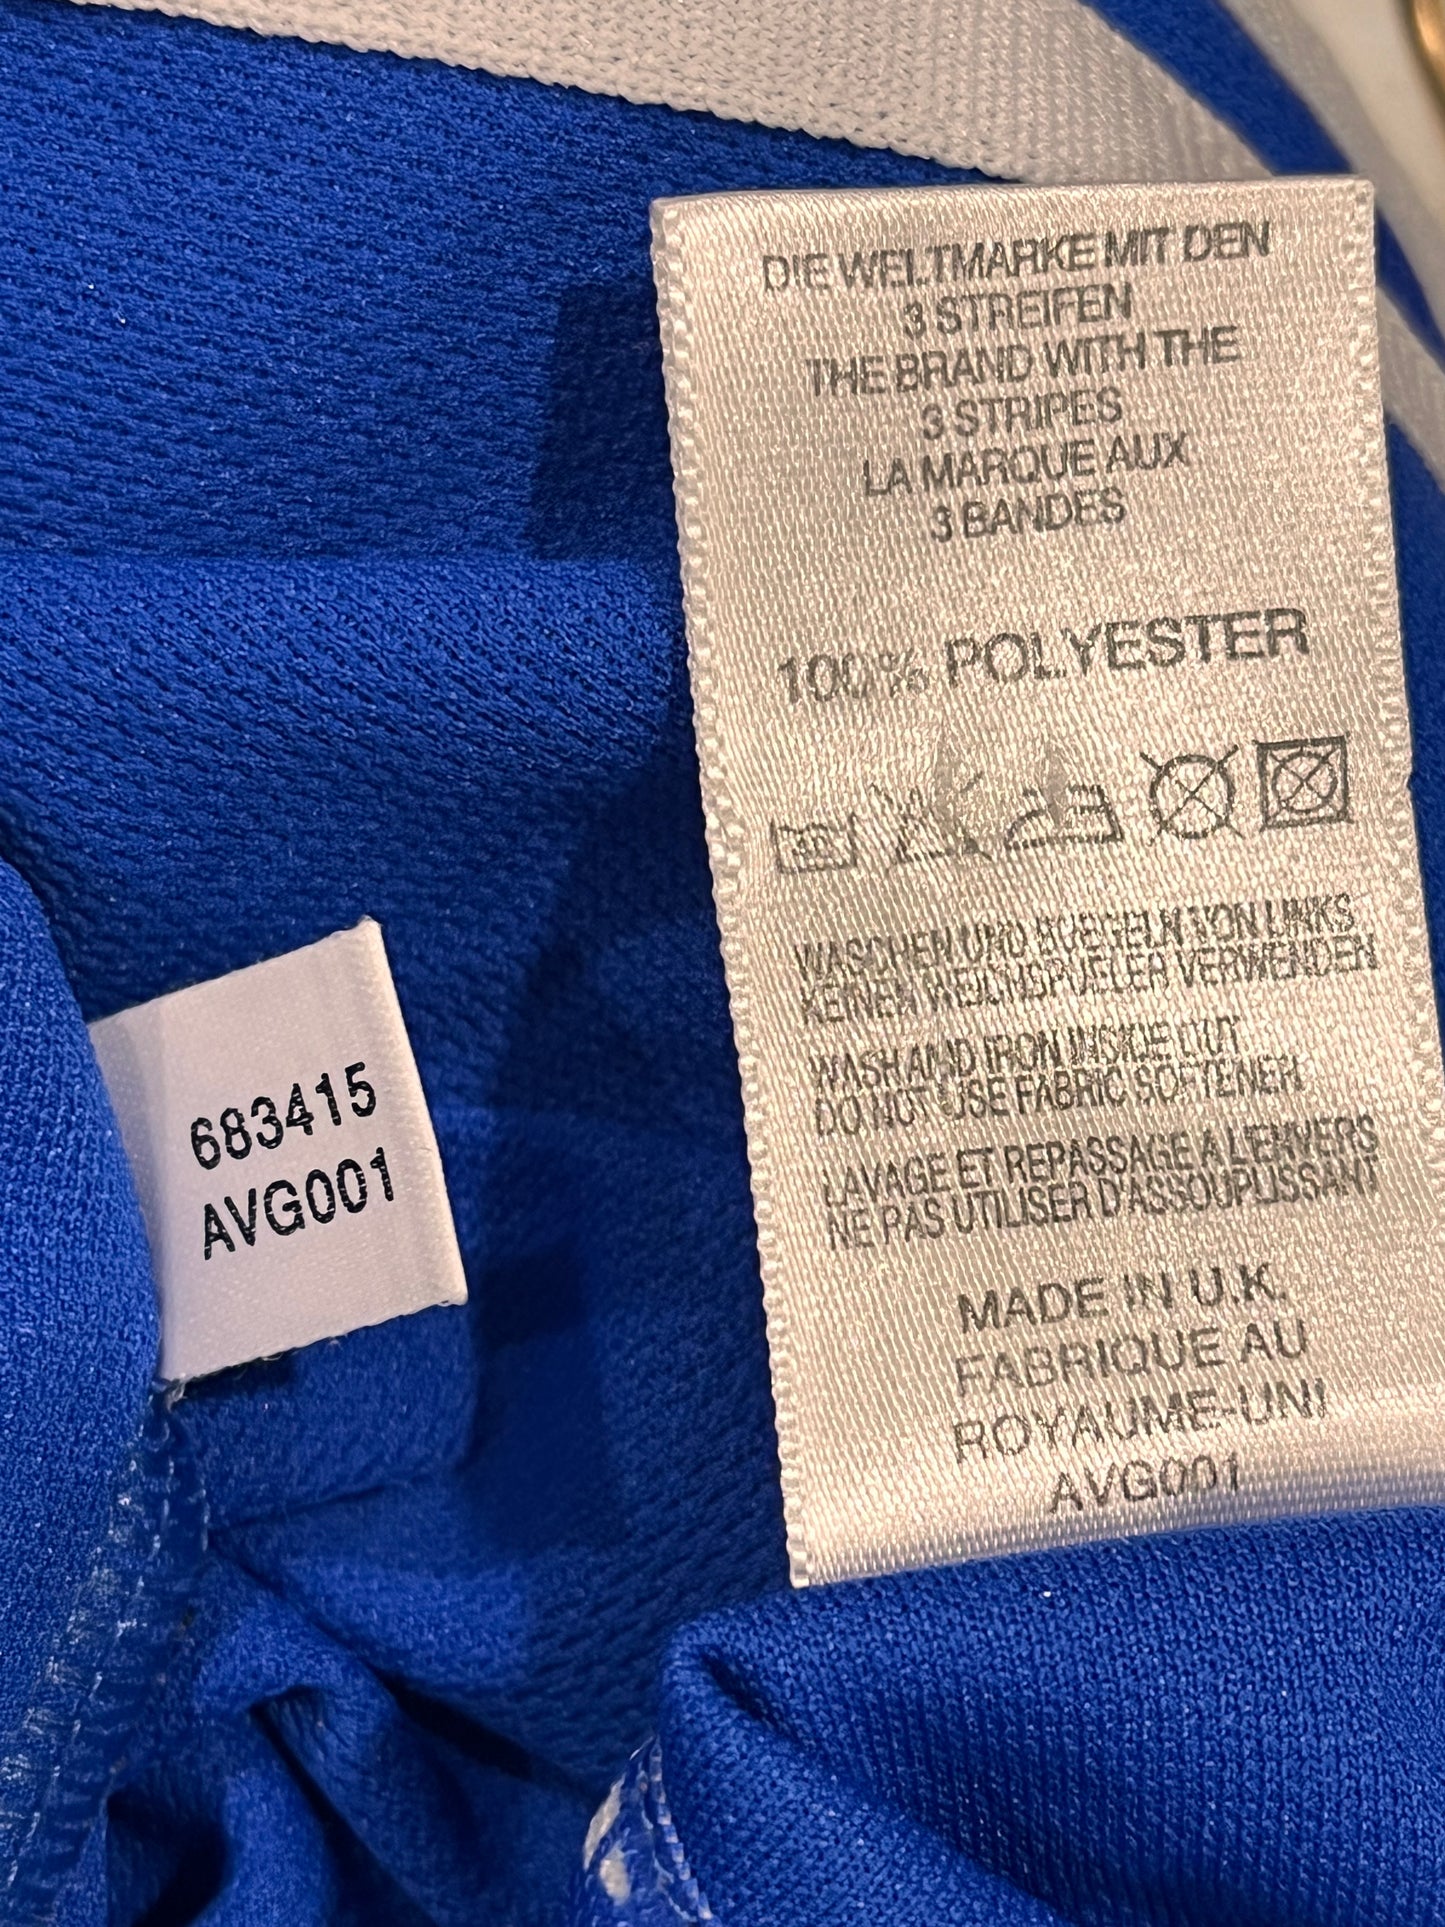 DIE WELTMARKE MIT DEN
3 STREIFEN
THE BRAND WITH THE
3 STRIPES
LA MARQUE AUX
3 BANDES
100% POLYESTER
WASCHEN UND BUEGELN VON LINKS
KEINEN WEICHSPUELER VERWENDEN
WASH AND IRON INSIDE OUT
DO NOT USE FABRIC SOFTENER
LAVAGE ET REPASSAGE A L'ENVERS
NE PAS UTILISER D'ASSOUPLISSANT
MADE IN U.K.
FABRIQUE AU
ROYAUME-UNI
AVG001
683415
AVG001